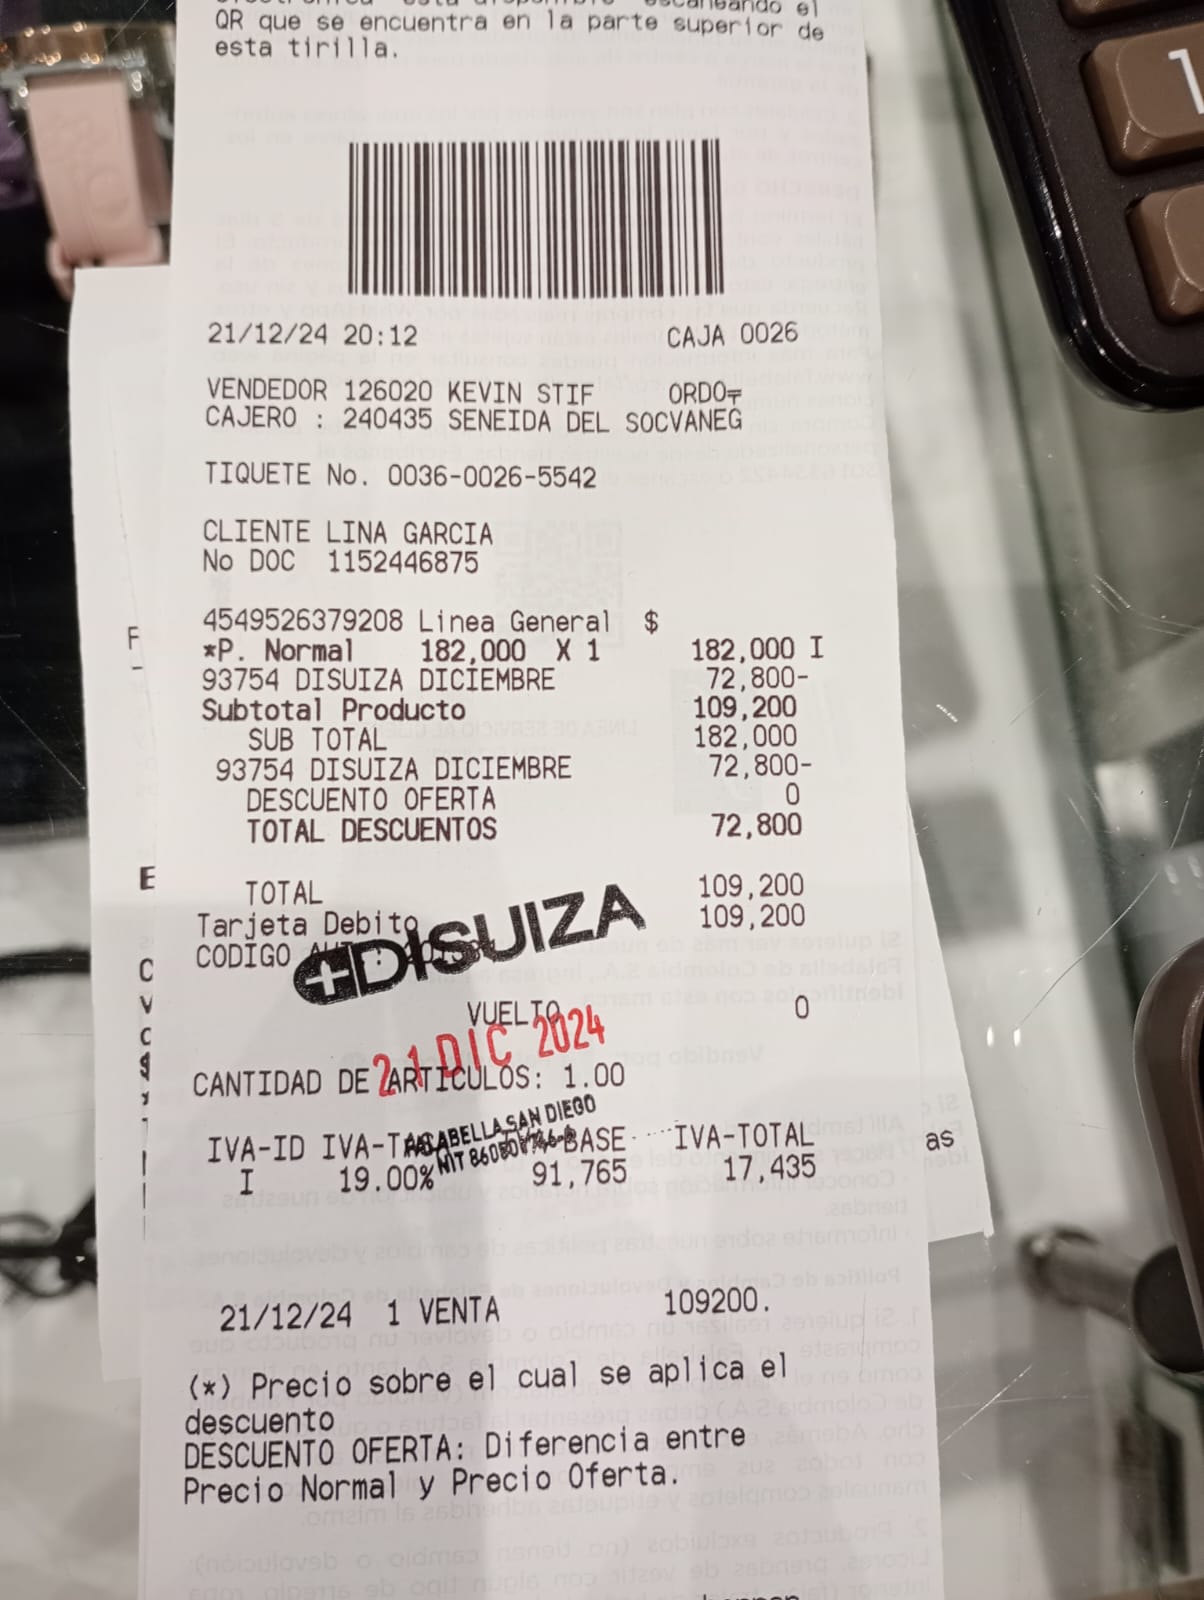 QR que se encuentra en la parte superior de
esta tirilla.
21/12/24 20:12 CAJA 0026
VENDEDOR 126020 KEVIN STIF ORDO
CAJERO : 240435 SENEIDA DEL SOCVANEG
TIQUETE No. 0036-0026-5542
CLIENTE LINA GARCIA
No DOC 1152446875
4549526379208 Linea General $
*P. Normal 182,000 X 1 182,000 I
93754 DISUIZA DICIEMBRE 72,800-
Subtotal Producto 109,200
SUB TOTAL 182,000
93754 DISUIZA DICIEMBRE 72,800-
DESCUENTO OFERTA 0
TOTAL DESCUENTOS 72,800
TOTAL 109,200
Tarjeta Debito 109,200
CODIGO
DISUIZA
VUELTO 0
21 DIC 2024
CANTIDAD DE ARTICULOS: 1.00
FALABELLA SAN DIEGO
IVA-ID BASE IVA-TOTAL
I 19.00% 91,765 17,435
as
21/12/24 1 VENTA 109200.
(*) Precio sobre el cual se aplica el
descuento
DESCUENTO OFERTA: Diferencia entre
Precio Normal y Precio Oferta.
1